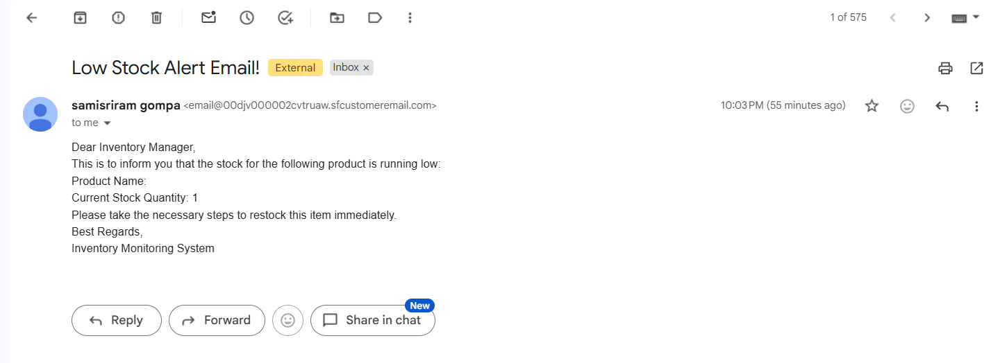 1 of 575
Low Stock Alert Email! External Inbox ×
samisriram gompa <email@00djv000002cvtruaw.sfcustomeremail.com> 10:03 PM (55 minutes ago)
to me
Dear Inventory Manager,
This is to inform you that the stock for the following product is running low:
Product Name:
Current Stock Quantity: 1
Please take the necessary steps to restock this item immediately.
Best Regards,
Inventory Monitoring System
New
Reply Forward Share in chat